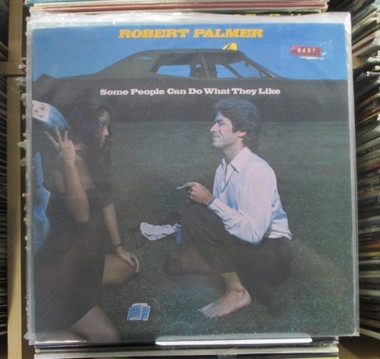 ROBERT PALMER
Some People Can Do What They Like